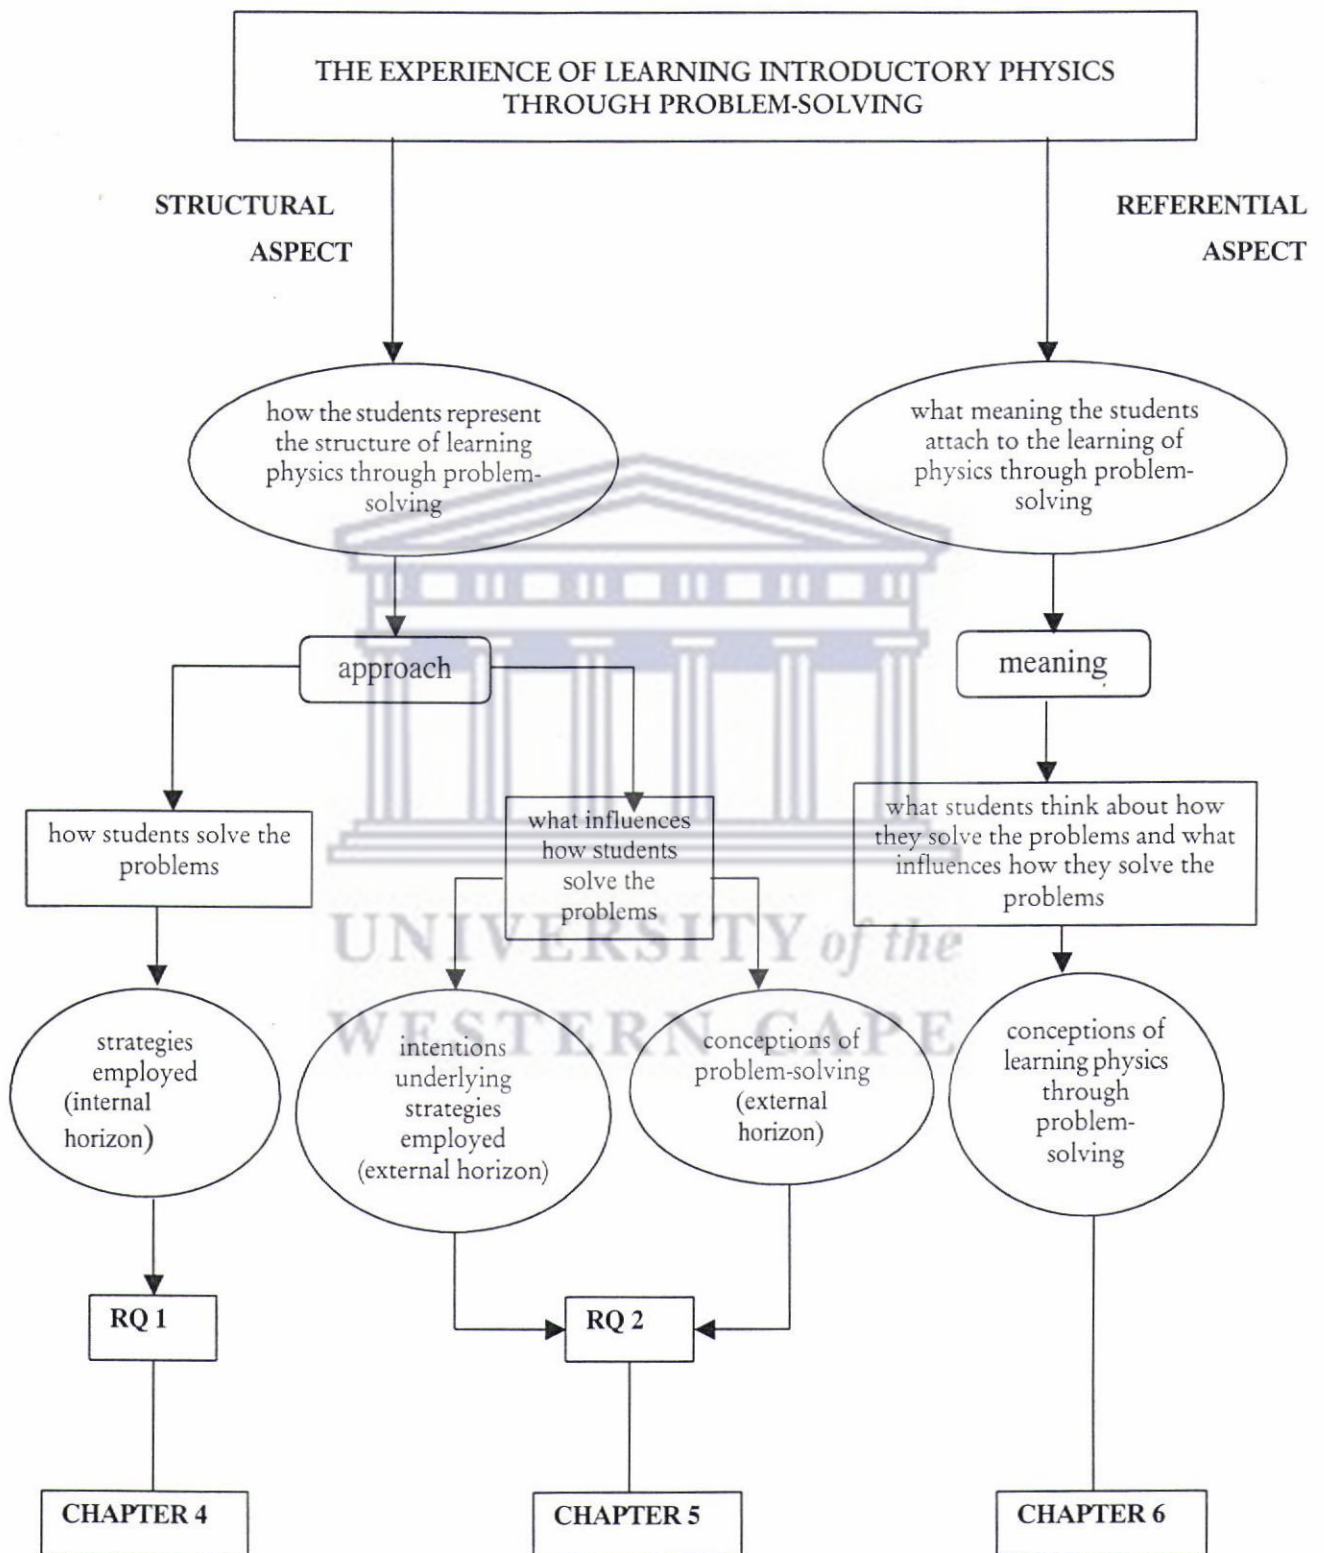 THE EXPERIENCE OF LEARNING INTRODUCTORY PHYSICS
THROUGH PROBLEM-SOLVING
STRUCTURAL
ASPECT
REFERENTIAL
ASPECT
how the students represent
the structure of learning
physics through problem-
solving
what meaning the students
attach to the learning of
physics through problem-
solving
approach
meaning
how students solve the
problems
what influences
how students
solve the
problems
what students think about how
they solve the problems and what
influences how they solve the
problems
UNIVERSITY of the
WESTERN CAPE
strategies
employed
(internal
horizon)
intentions
underlying
strategies
employed
(external horizon)
conceptions of
problem-solving
(external
horizon)
conceptions of
learning physics
through
problem-
solving
RQ 1
RQ 2
CHAPTER 4
CHAPTER 5
CHAPTER 6